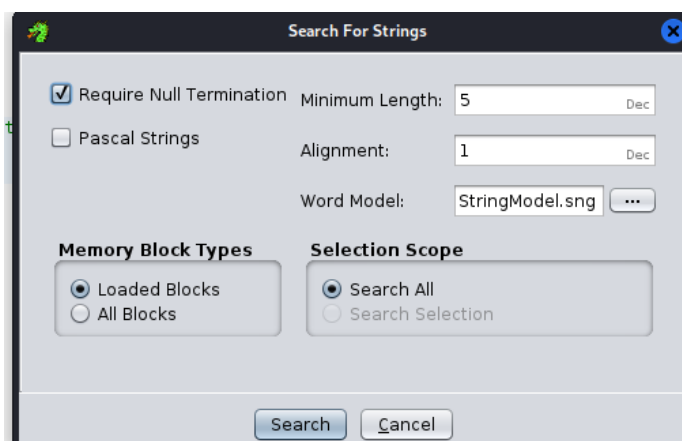 Search For Strings
Require Null Termination
Minimum Length: 5 Dec
Pascal Strings
Alignment: 1 Dec
Word Model: StringModel.sng ...
Memory Block Types
Selection Scope
Loaded Blocks
Search All
All Blocks
Search Selection
Search Cancel
t